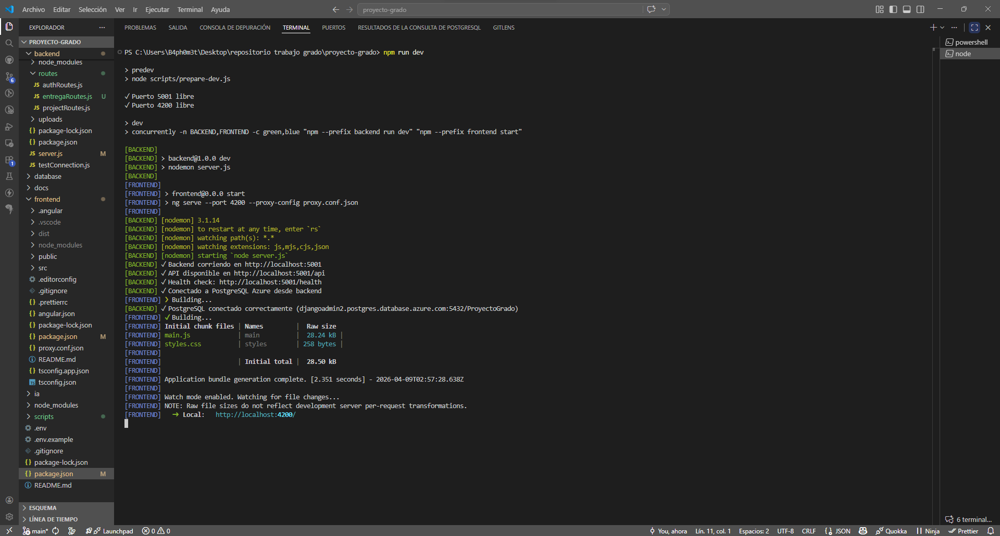 Archivo Editar Selección Ver Ir Ejecutar Terminal Ayuda
proyecto-grado
EXPLORADOR
PROBLEMAS SALIDA CONSOLA DE DEPURACIÓN TERMINAL PUERTOS RESULTADOS DE LA CONSULTA DE POSTGRESQL GITLENS
PROYECTO-GRADO
backend
node_modules
routes
JS authRoutes.js
JS entregaRoutes.js U
JS projectRoutes.js
uploads
{} package-lock.json
{} package.json
JS server.js M
JS testConnection.js
database
docs
frontend
.angular
.vscode
dist
node_modules
public
src
.editorconfig
.gitignore
{} .prettierrc
{} angular.json
{} package-lock.json
{} package.json M
{} proxy.conf.json
README.md
{} tsconfig.app.json
TS tsconfig.json
ia
node_modules
scripts
.env
.env.example
.gitignore
{} package-lock.json
{} package.json M
README.md
ESQUEMA
LÍNEA DE TIEMPO
6
1
PS C:\Users\B4ph0m3t\Desktop\repositorio trabajo grado\proyecto-grado> npm run dev
> predev
> node scripts/prepare-dev.js
✓ Puerto 5001 libre
✓ Puerto 4200 libre
> dev
> concurrently -n BACKEND,FRONTEND -c green,blue "npm --prefix backend run dev" "npm --prefix frontend start"
[BACKEND]
[BACKEND] > backend@1.0.0 dev
[BACKEND] > nodemon server.js
[BACKEND]
[FRONTEND]
[FRONTEND] > frontend@0.0.0 start
[FRONTEND] > ng serve --port 4200 --proxy-config proxy.conf.json
[FRONTEND]
[BACKEND] [nodemon] 3.1.14
[BACKEND] [nodemon] to restart at any time, enter `rs`
[BACKEND] [nodemon] watching path(s): *.*
[BACKEND] [nodemon] watching extensions: js,mjs,cjs,json
[BACKEND] [nodemon] starting `node server.js`
[BACKEND] ✓ Backend corriendo en http://localhost:5001
[BACKEND] ✓ API disponible en http://localhost:5001/api
[BACKEND] ✓ Health check: http://localhost:5001/health
[BACKEND] ✓ Conectado a PostgreSQL Azure desde backend
[FRONTEND] ❯ Building...
[BACKEND] ✓ PostgreSQL conectado correctamente (djangoadmin2.postgres.database.azure.com:5432/ProyectoGrado)
[FRONTEND] ✓ Building...
[FRONTEND] Initial chunk files | Names | Raw size
[FRONTEND] main.js | main | 28.24 kB |
[FRONTEND] styles.css | styles | 258 bytes |
[FRONTEND]
[FRONTEND] | Initial total | 28.50 kB
[FRONTEND]
[FRONTEND] Application bundle generation complete. [2.351 seconds] - 2026-04-09T02:57:28.638Z
[FRONTEND]
[FRONTEND] Watch mode enabled. Watching for file changes...
[FRONTEND] NOTE: Raw file sizes do not reflect development server per-request transformations.
[FRONTEND] ➜ Local: http://localhost:4200/
powershell
node
6 terminal...
main* Launchpad 0 0 You, ahora Lín. 11, col. 1 Espacios: 2 UTF-8 CRLF {} JSON Quokka Ninja Prettier